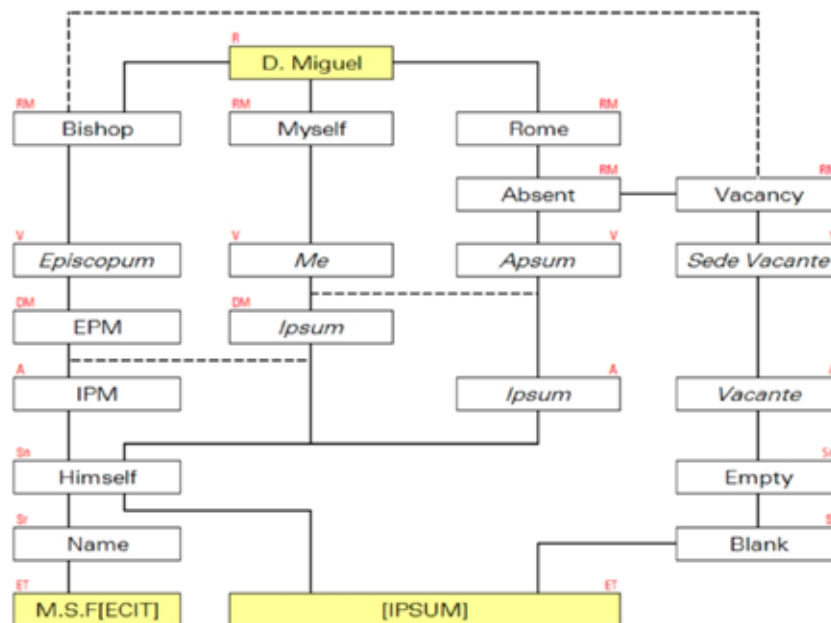 R
D. Miguel
RM RM RM
Bishop Myself Rome
RM RM
Absent Vacancy
V V V V
Episcopum Me Apsum Sede Vacante
DM DM
EPM Ipsum
A A A
IPM Ipsum Vacante
Sn Sn
Himself Empty
Sr S
Name Blank
ET ET
M.S.F[ECIT] [IPSUM]